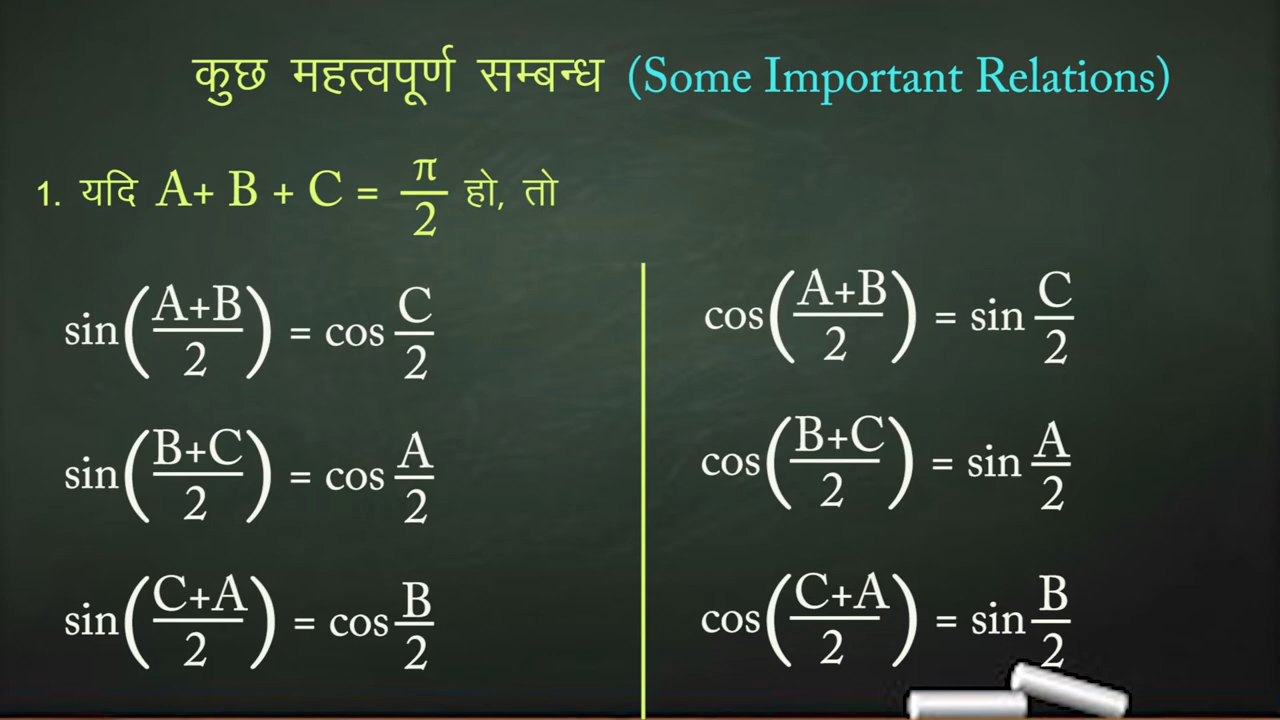 कुछ महत्वपूर्ण सम्बन्ध (Some Important Relations)
1. यदि A+ B + C = π/2 हो, तो
sin((A+B)/2) = cos C/2
cos((A+B)/2) = sin C/2
sin((B+C)/2) = cos A/2
cos((B+C)/2) = sin A/2
sin((C+A)/2) = cos B/2
cos((C+A)/2) = sin B/2